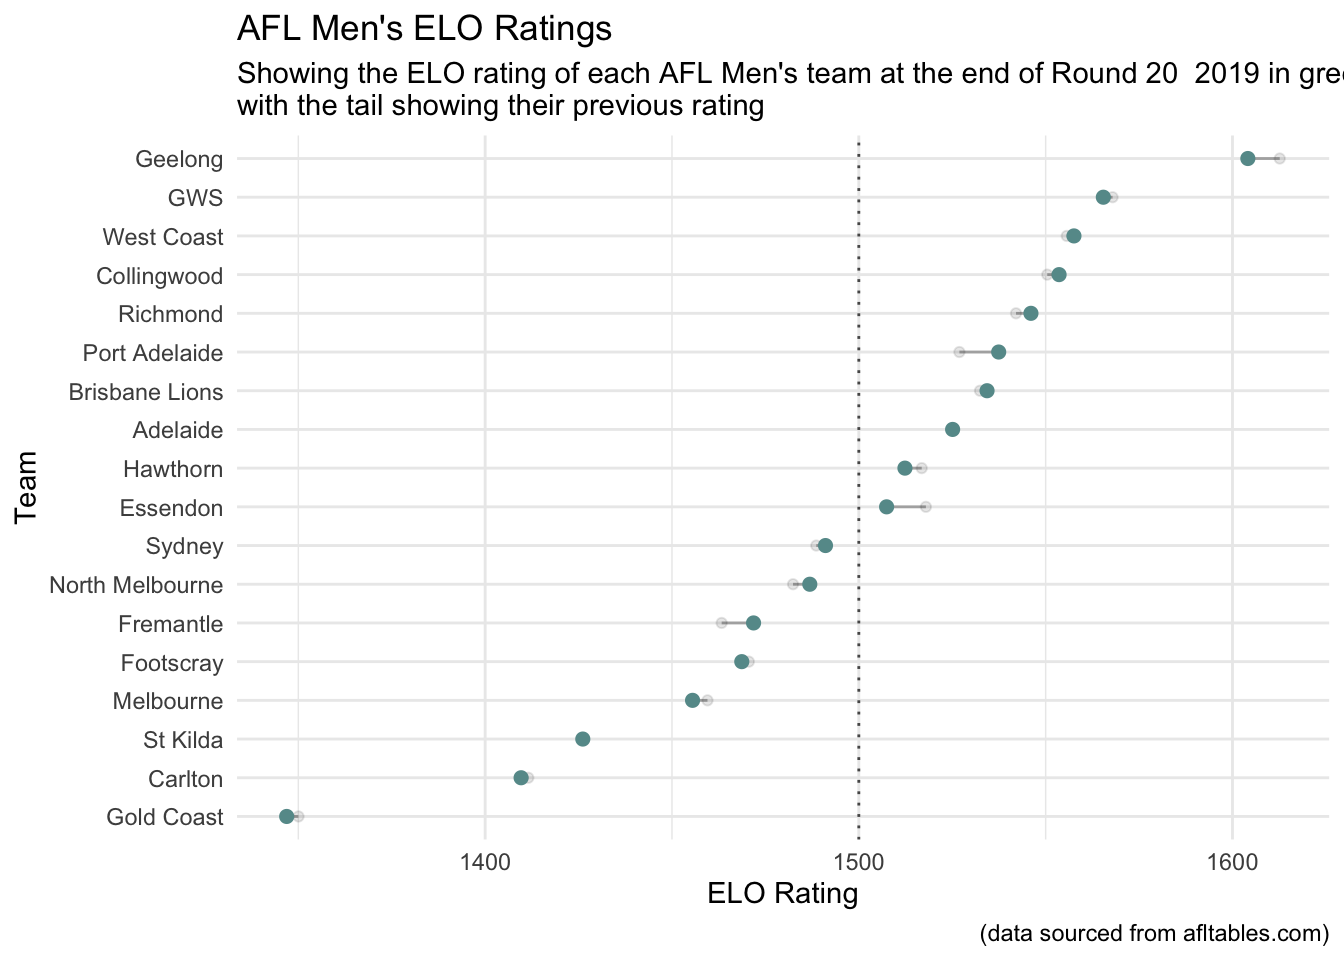 AFL Men's ELO Ratings
Showing the ELO rating of each AFL Men's team at the end of Round 20  2019 in
with the tail showing their previous rating
Geelong
GWS
West Coast
Collingwood
Richmond
Port Adelaide
Brisbane Lions
Adelaide
Hawthorn
Essendon
Sydney
North Melbourne
Fremantle
Footscray
Melbourne
St Kilda
Carlton
Gold Coast
Team
1400
1500
1600
ELO Rating
(data sourced from afltables.com)